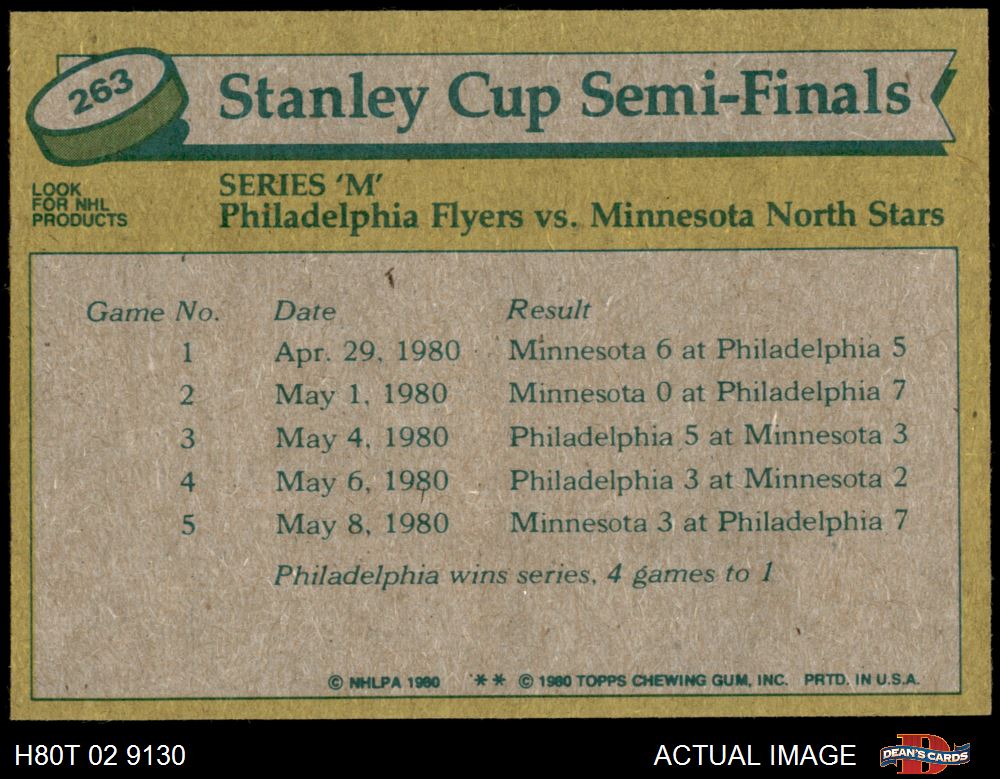 263
Stanley Cup Semi-Finals
LOOK
FOR NHL
PRODUCTS
SERIES 'M'
Philadelphia Flyers vs. Minnesota North Stars
Game No. Date Result
1 Apr. 29, 1980 Minnesota 6 at Philadelphia 5
2 May 1, 1980 Minnesota 0 at Philadelphia 7
3 May 4, 1980 Philadelphia 5 at Minnesota 3
4 May 6, 1980 Philadelphia 3 at Minnesota 2
5 May 8, 1980 Minnesota 3 at Philadelphia 7
Philadelphia wins series, 4 games to 1
© NHLPA 1980 ** © 1980 TOPPS CHEWING GUM, INC. PRTD. IN U.S.A.
H80T 02 9130 ACTUAL IMAGE DEAN'S CARDS